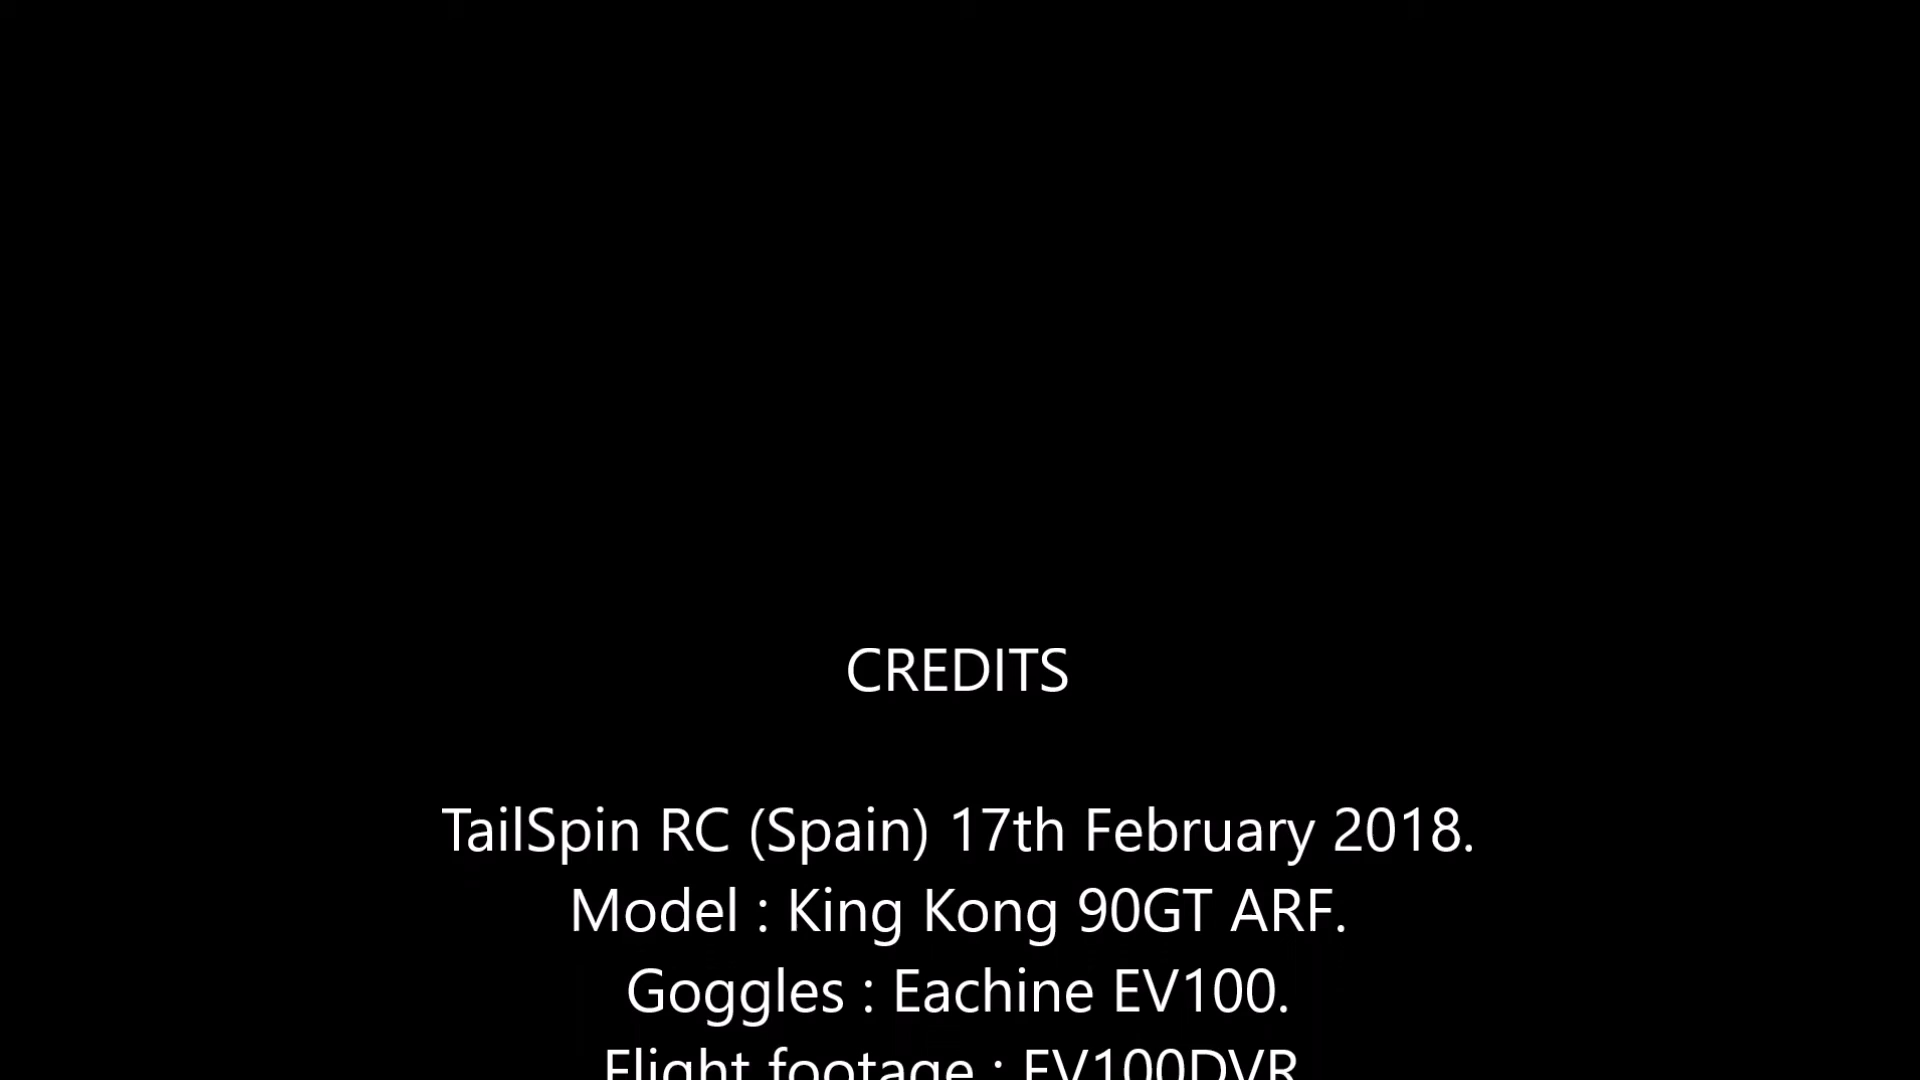 CREDITS
TailSpin RC (Spain) 17th February 2018.
Model : King Kong 90GT ARF.
Goggles : Eachine EV100.
Flight footage : EV100DVR